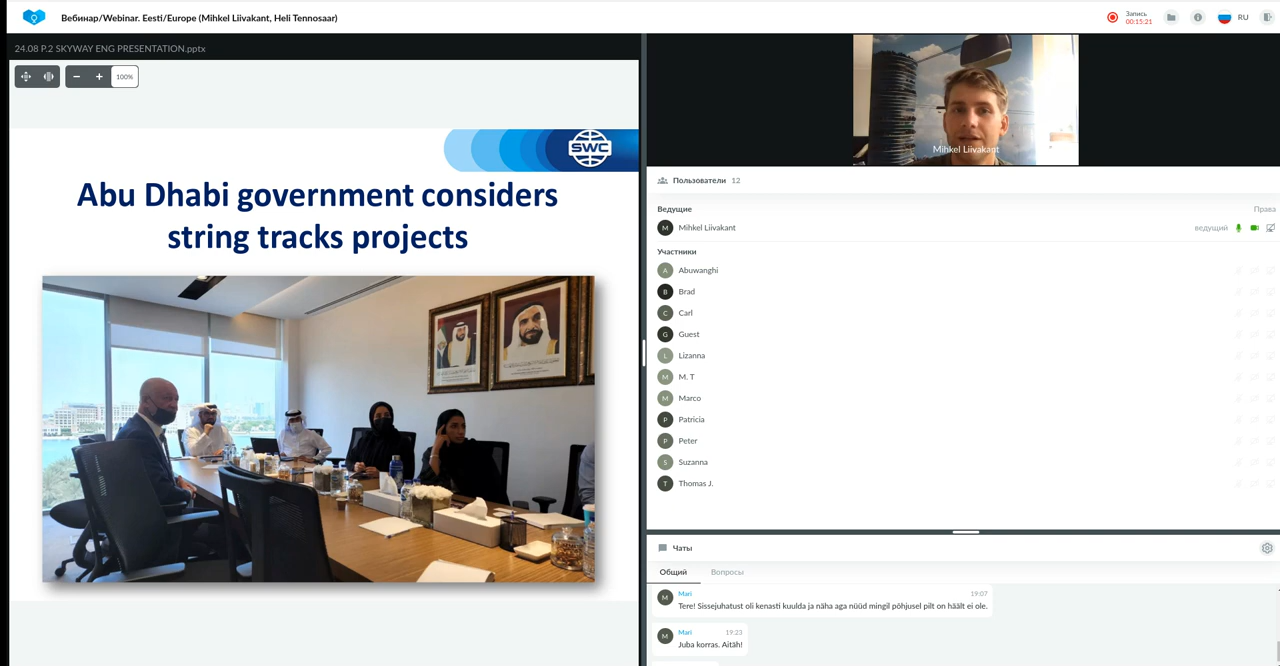 Вебинар/Webinar. Eesti/Europe (Mihkel Liivakant, Heli Tennosaar)
Запись
00:15:21
RU
24.08 P.2 SKYWAY ENG PRESENTATION.pptx
100%
SWC
Abu Dhabi government considers
string tracks projects
Mihkel Liivakant
Пользователи 12
Ведущие Права
M Mihkel Liivakant ведущий
Участники
A Abuwanghi
B Brad
C Carl
G Guest
L Lizanna
M M. T
M Marco
P Patricia
P Peter
S Suzanna
T Thomas J.
Чаты
Общий Вопросы
M Mari 19:07
Tere! Sissejuhatust oli kenasti kuulda ja näha aga nüüd mingil põhjusel pilt on häält ei ole.
M Mari 19:23
Juba korras. Aitäh!